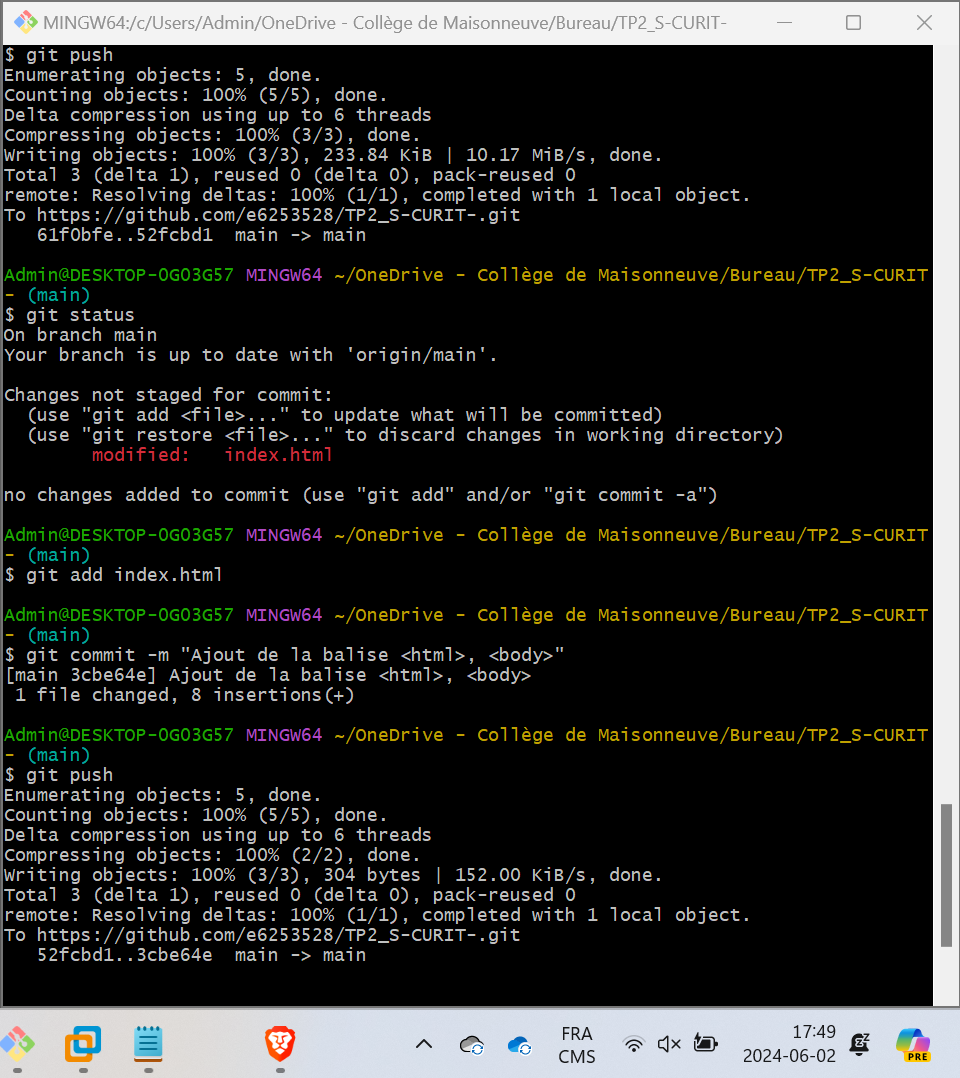 MINGW64:/c/Users/Admin/OneDrive - Collège de Maisonneuve/Bureau/TP2_S-CURIT-
$ git push
Enumerating objects: 5, done.
Counting objects: 100% (5/5), done.
Delta compression using up to 6 threads
Compressing objects: 100% (3/3), done.
Writing objects: 100% (3/3), 233.84 KiB | 10.17 MiB/s, done.
Total 3 (delta 1), reused 0 (delta 0), pack-reused 0
remote: Resolving deltas: 100% (1/1), completed with 1 local object.
To https://github.com/e6253528/TP2_S-CURIT-.git
   61f0bfe..52fcbd1  main -> main

Admin@DESKTOP-0G03G57 MINGW64 ~/OneDrive - Collège de Maisonneuve/Bureau/TP2_S-CURIT
- (main)
$ git status
On branch main
Your branch is up to date with 'origin/main'.

Changes not staged for commit:
  (use "git add <file>..." to update what will be committed)
  (use "git restore <file>..." to discard changes in working directory)
        modified:   index.html

no changes added to commit (use "git add" and/or "git commit -a")

Admin@DESKTOP-0G03G57 MINGW64 ~/OneDrive - Collège de Maisonneuve/Bureau/TP2_S-CURIT
- (main)
$ git add index.html

Admin@DESKTOP-0G03G57 MINGW64 ~/OneDrive - Collège de Maisonneuve/Bureau/TP2_S-CURIT
- (main)
$ git commit -m "Ajout de la balise <html>, <body>"
[main 3cbe64e] Ajout de la balise <html>, <body>
 1 file changed, 8 insertions(+)

Admin@DESKTOP-0G03G57 MINGW64 ~/OneDrive - Collège de Maisonneuve/Bureau/TP2_S-CURIT
- (main)
$ git push
Enumerating objects: 5, done.
Counting objects: 100% (5/5), done.
Delta compression using up to 6 threads
Compressing objects: 100% (2/2), done.
Writing objects: 100% (3/3), 304 bytes | 152.00 KiB/s, done.
Total 3 (delta 1), reused 0 (delta 0), pack-reused 0
remote: Resolving deltas: 100% (1/1), completed with 1 local object.
To https://github.com/e6253528/TP2_S-CURIT-.git
   52fcbd1..3cbe64e  main -> main
FRA
CMS
17:49
2024-06-02
PRE